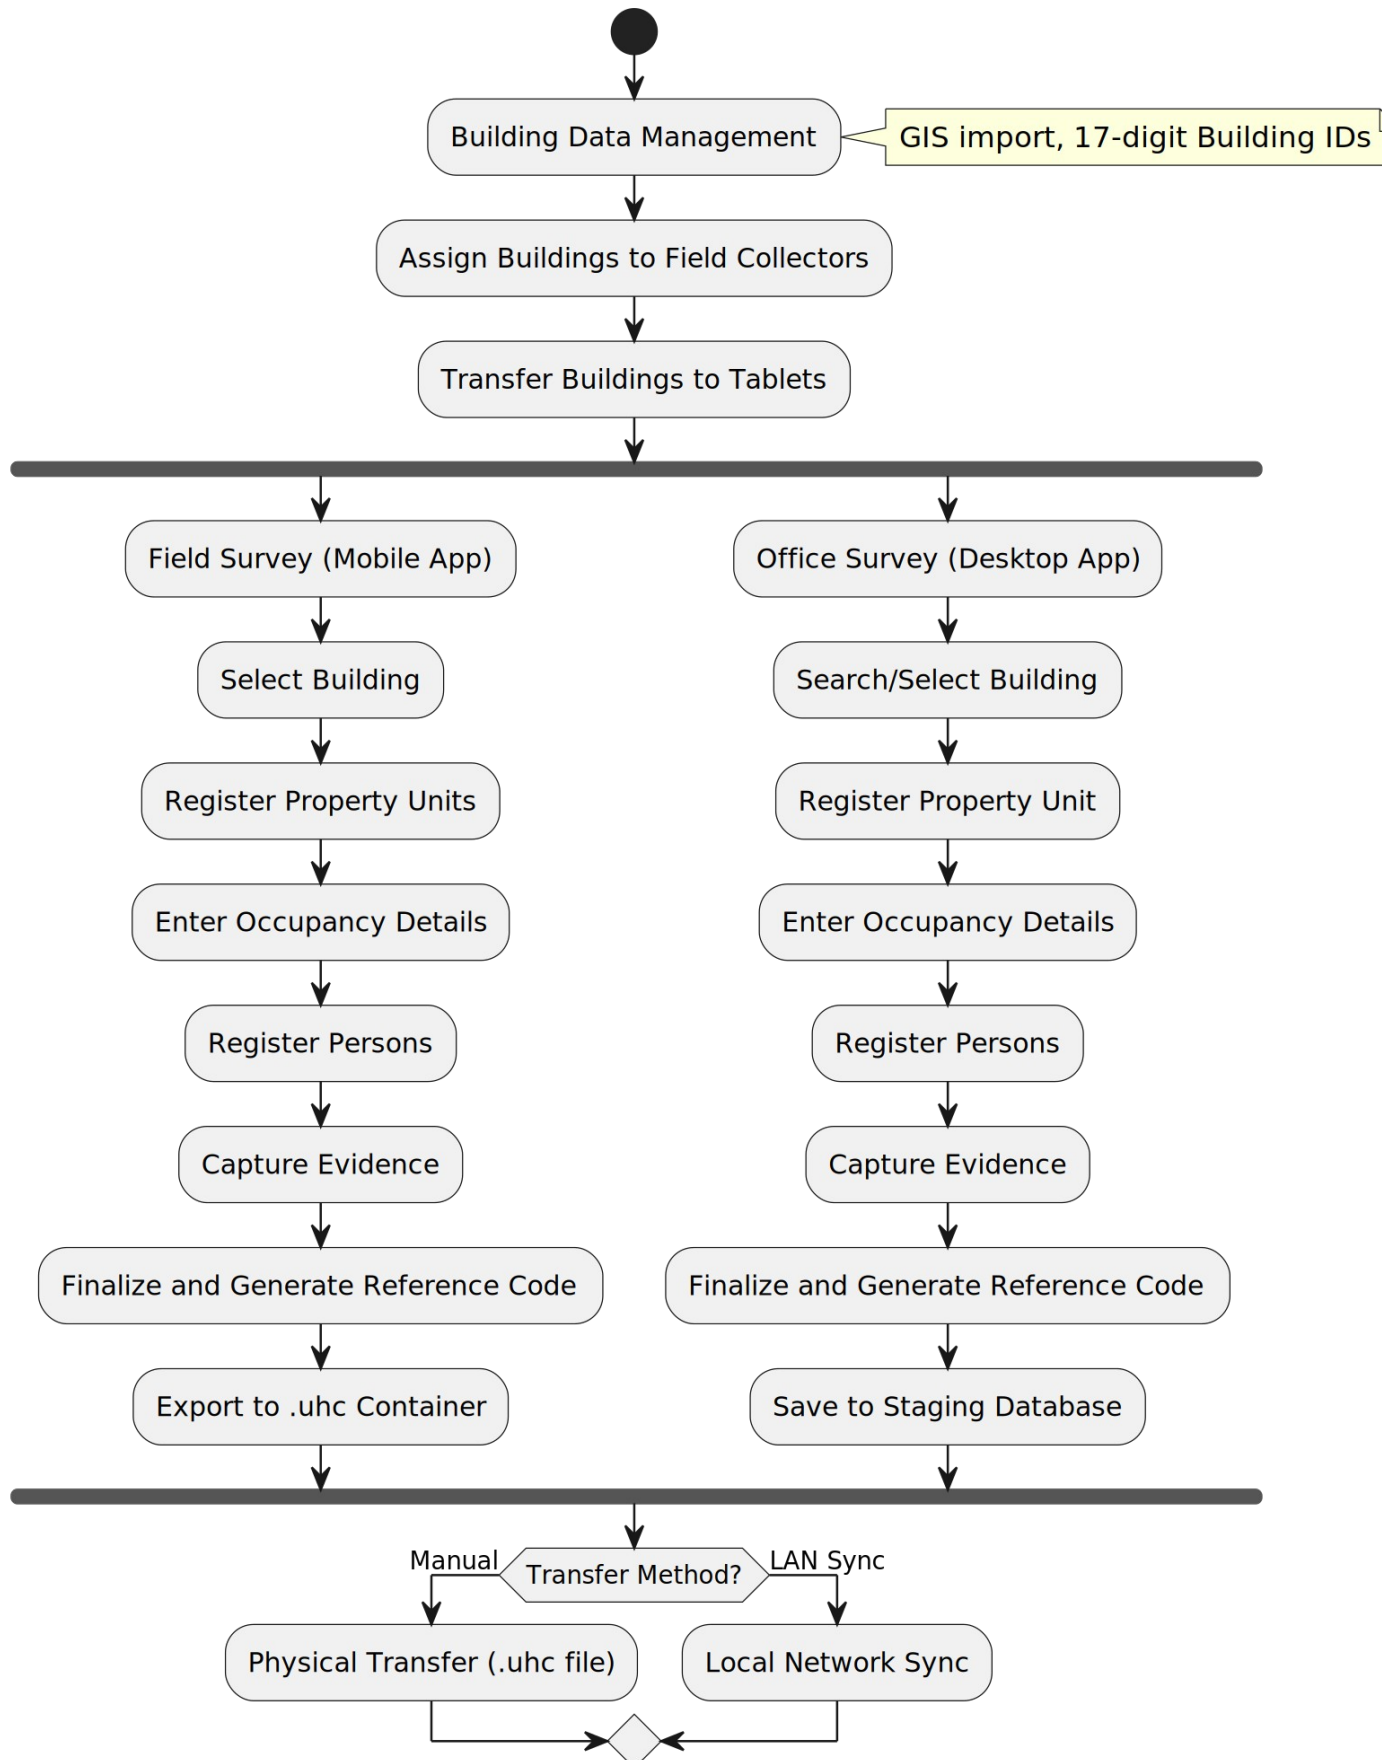 Building Data Management
GIS import, 17-digit Building IDs
Assign Buildings to Field Collectors
Transfer Buildings to Tablets
Field Survey (Mobile App)
Select Building
Register Property Units
Enter Occupancy Details
Register Persons
Capture Evidence
Finalize and Generate Reference Code
Export to .uhc Container
Office Survey (Desktop App)
Search/Select Building
Register Property Unit
Enter Occupancy Details
Register Persons
Capture Evidence
Finalize and Generate Reference Code
Save to Staging Database
Transfer Method?
Manual
LAN Sync
Physical Transfer (.uhc file)
Local Network Sync